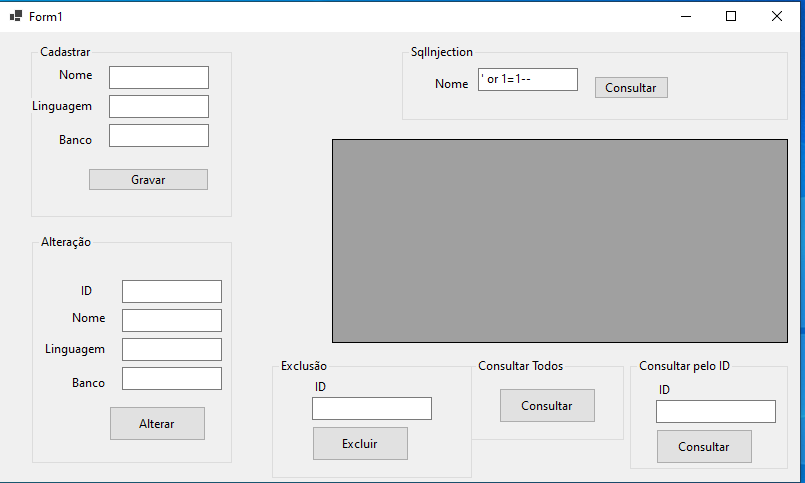 Form1
Cadastrar
Nome
Linguagem
Banco
Gravar
SqlInjection
Nome ' or 1=1-- Consultar
Alteração
ID
Nome
Linguagem
Banco
Alterar
Exclusão
ID
Excluir
Consultar Todos
Consultar
Consultar pelo ID
ID
Consultar